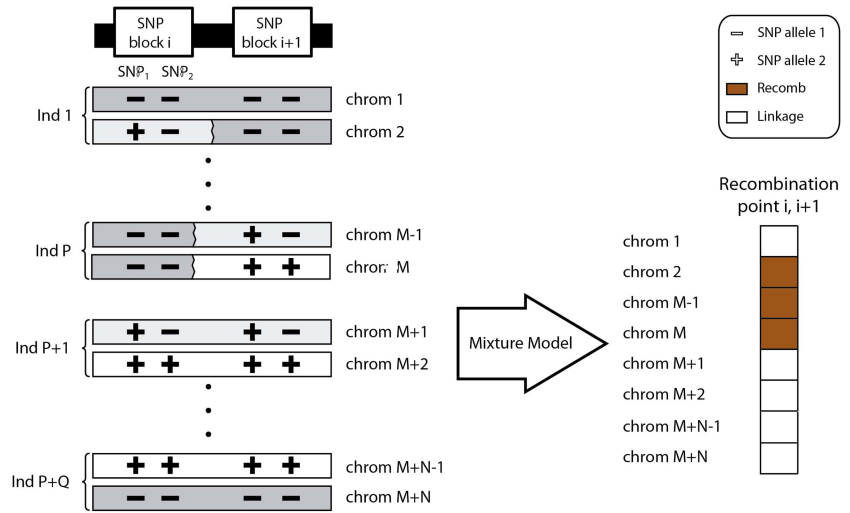 SNP
block i
SNP
block i+1
SNP₁ SNP₂
Ind 1
− − − −
chrom 1
+ − − −
chrom 2
Ind P
− − + −
chrom M-1
− − + +
chrom M
Ind P+1
+ − + −
chrom M+1
+ + + +
chrom M+2
Ind P+Q
+ + + +
chrom M+N-1
− − − −
chrom M+N
Mixture Model
− SNP allele 1
+ SNP allele 2
Recomb
Linkage
Recombination
point i, i+1
chrom 1
chrom 2
chrom M-1
chrom M
chrom M+1
chrom M+2
chrom M+N-1
chrom M+N